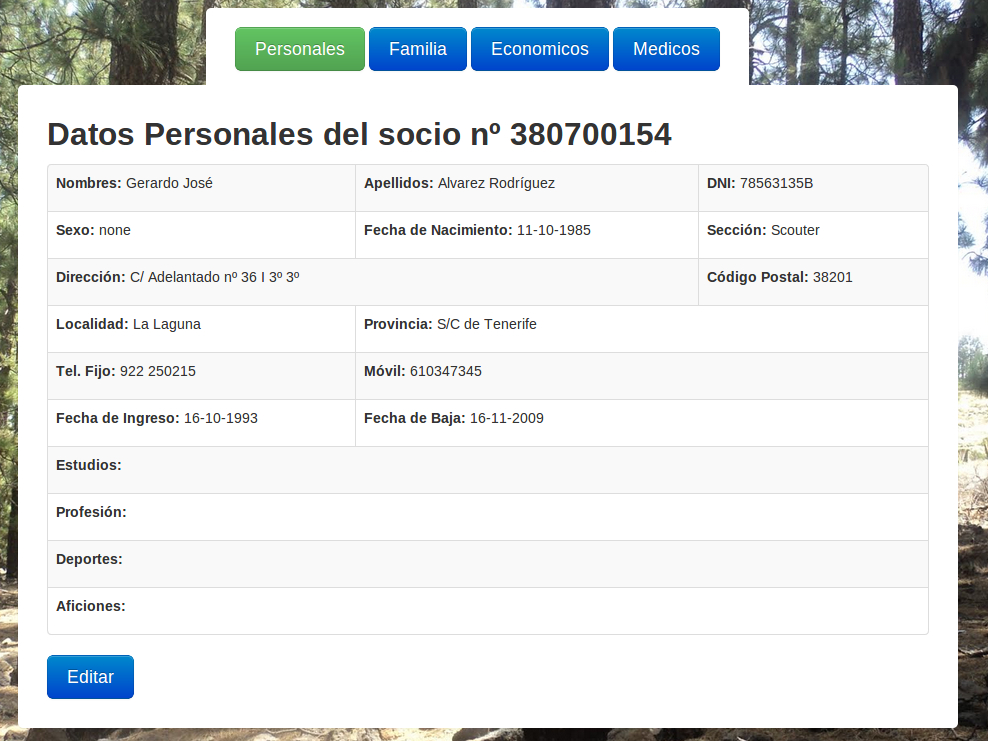 Personales Familia Economicos Medicos
Datos Personales del socio nº 380700154
Nombres: Gerardo José Apellidos: Alvarez Rodríguez DNI: 78563135B
Sexo: none Fecha de Nacimiento: 11-10-1985 Sección: Scouter
Dirección: C/ Adelantado nº 36 I 3º 3º Código Postal: 38201
Localidad: La Laguna Provincia: S/C de Tenerife
Tel. Fijo: 922 250215 Móvil: 610347345
Fecha de Ingreso: 16-10-1993 Fecha de Baja: 16-11-2009
Estudios:
Profesión:
Deportes:
Aficiones:
Editar